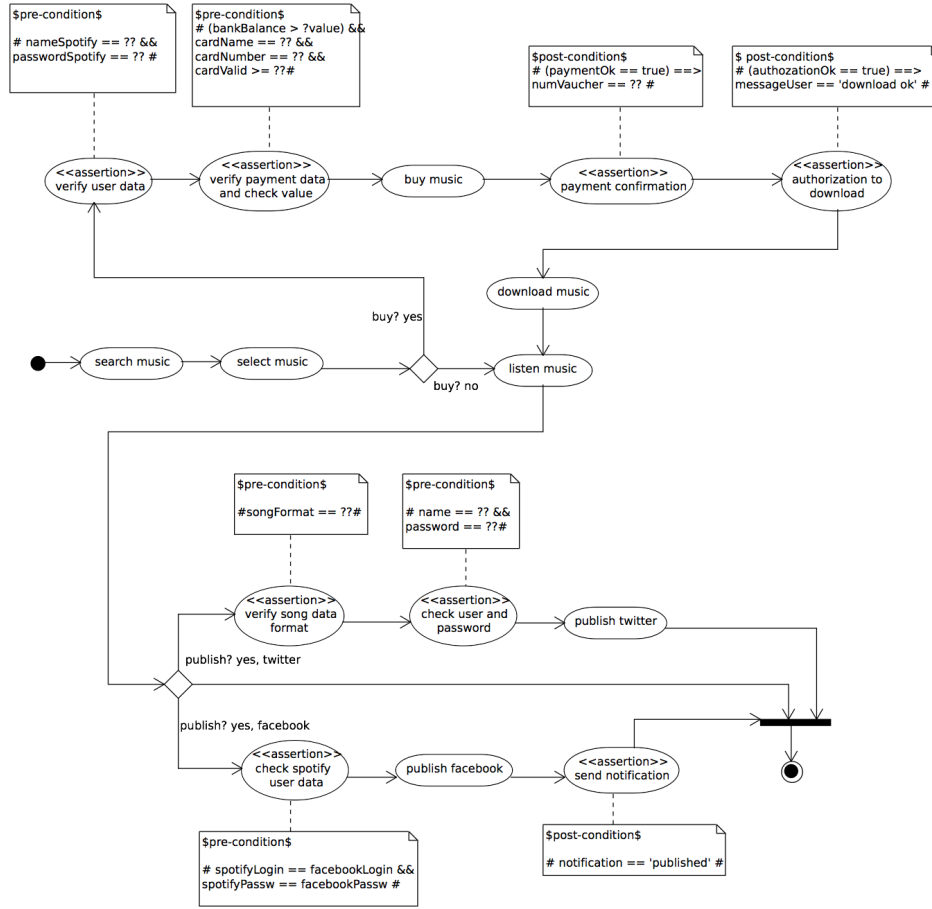 $pre-condition$
# nameSpotify == ?? &&
passwordSpotify == ?? #
$pre-condition$
# (bankBalance > ?value) &&
cardName == ?? &&
cardNumber == ?? &&
cardValid >= ??#
$post-condition$
# (paymentOk == true) ==>
numVaucher == ?? #
$ post-condition$
# (authozationOk == true) ==>
messageUser == 'download ok' #
<<assertion>>
verify user data
<<assertion>>
verify payment data
and check value
buy music
<<assertion>>
payment confirmation
<<assertion>>
authorization to
download
download music
buy? yes
search music
select music
listen music
buy? no
$pre-condition$
#songFormat == ??#
$pre-condition$
# name == ?? &&
password == ??#
<<assertion>>
verify song data
format
<<assertion>>
check user and
password
publish twitter
publish? yes, twitter
publish? yes, facebook
<<assertion>>
check spotify
user data
publish facebook
<<assertion>>
send notification
$pre-condition$
# spotifyLogin == facebookLogin &&
spotifyPassw == facebookPassw #
$post-condition$
# notification == 'published' #